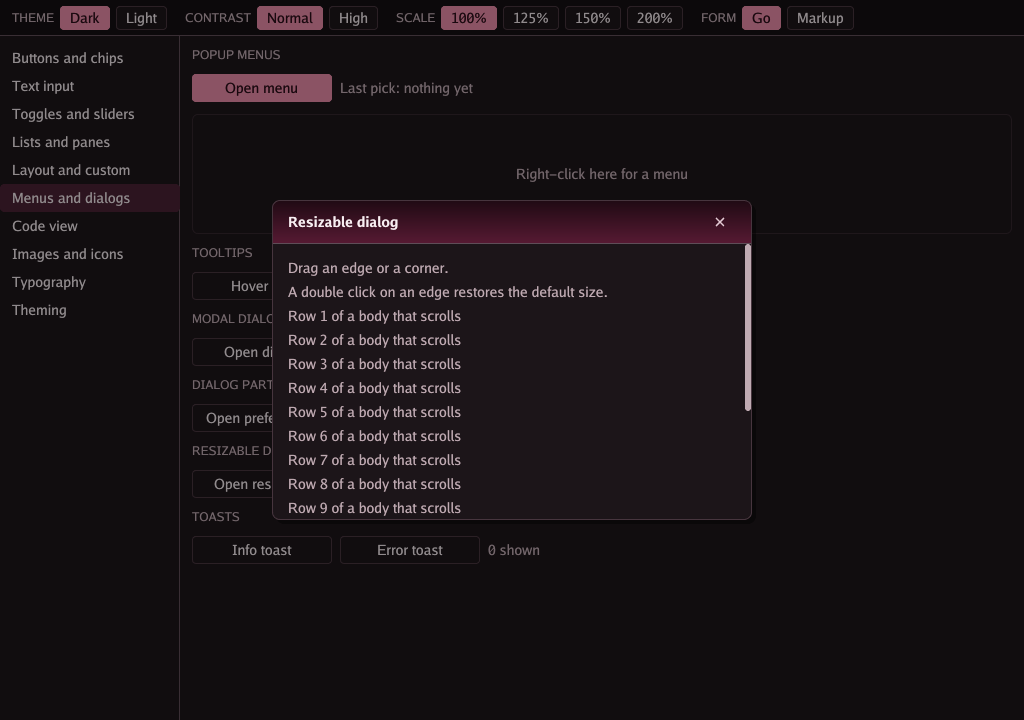 THEME Dark Light CONTRAST Normal High SCALE 100% 125% 150% 200% FORM Go Markup
Buttons and chips
Text input
Toggles and sliders
Lists and panes
Layout and custom
Menus and dialogs
Code view
Images and icons
Typography
Theming
POPUP MENUS
Open menu Last pick: nothing yet
Right-click here for a menu
TOOLTIPS
Hover
MODAL DIALO
Open di
DIALOG PART
Open prefe
RESIZABLE D
Open res
TOASTS
Info toast Error toast 0 shown
Resizable dialog ✕
Drag an edge or a corner.
A double click on an edge restores the default size.
Row 1 of a body that scrolls
Row 2 of a body that scrolls
Row 3 of a body that scrolls
Row 4 of a body that scrolls
Row 5 of a body that scrolls
Row 6 of a body that scrolls
Row 7 of a body that scrolls
Row 8 of a body that scrolls
Row 9 of a body that scrolls